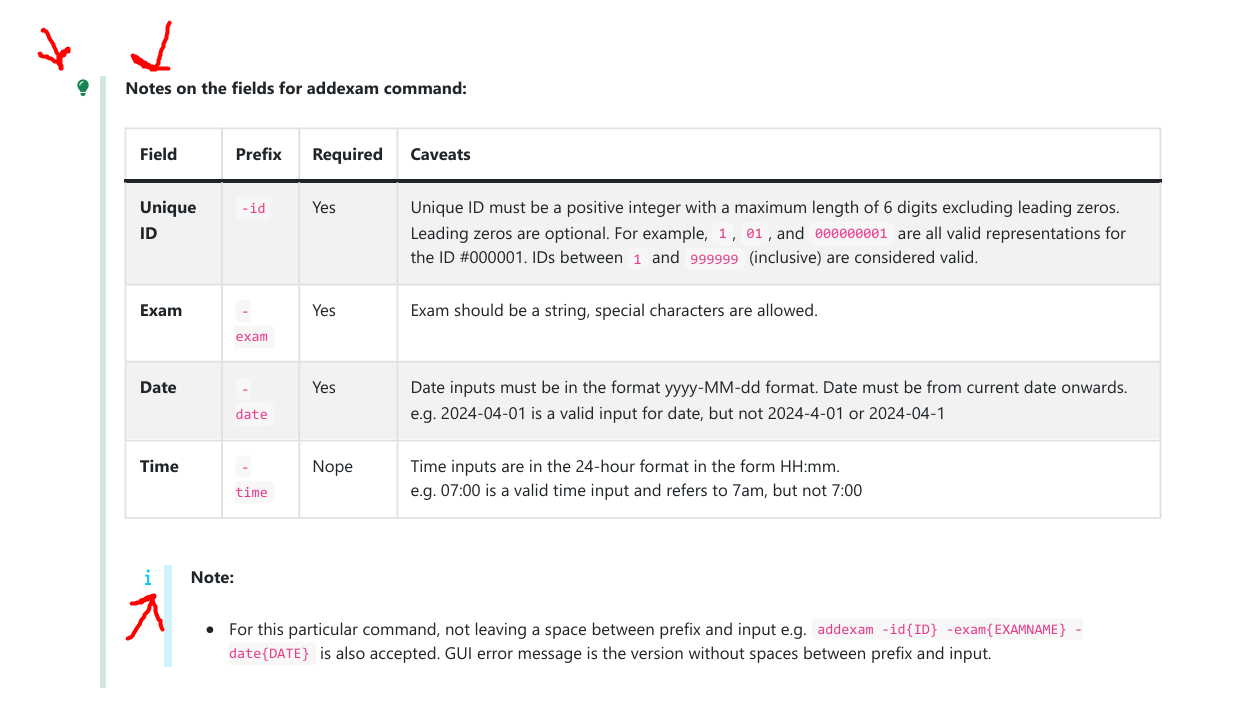 Notes on the fields for addexam command:
Field Prefix Required Caveats
Unique ID -id Yes Unique ID must be a positive integer with a maximum length of 6 digits excluding leading zeros.
Leading zeros are optional. For example, 1 , 01 , and 000000001 are all valid representations for
the ID #000001. IDs between 1 and 999999 (inclusive) are considered valid.
Exam -exam Yes Exam should be a string, special characters are allowed.
Date -date Yes Date inputs must be in the format yyyy-MM-dd format. Date must be from current date onwards.
e.g. 2024-04-01 is a valid input for date, but not 2024-4-01 or 2024-04-1
Time -time Nope Time inputs are in the 24-hour format in the form HH:mm.
e.g. 07:00 is a valid time input and refers to 7am, but not 7:00
i Note:
• For this particular command, not leaving a space between prefix and input e.g. addexam -id{ID} -exam{EXAMNAME} -
date{DATE} is also accepted. GUI error message is the version without spaces between prefix and input.